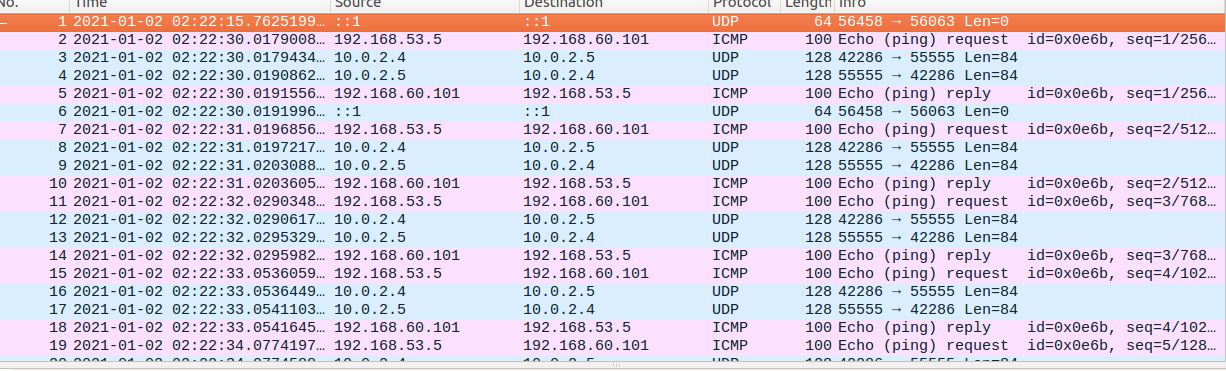 No. Time Source Destination Protocol Length Info
1 2021-01-02 02:22:15.7625199… ::1 ::1 UDP 64 56458 → 56063 Len=0
2 2021-01-02 02:22:30.0179008… 192.168.53.5 192.168.60.101 ICMP 100 Echo (ping) request id=0x0e6b, seq=1/256…
3 2021-01-02 02:22:30.0179434… 10.0.2.4 10.0.2.5 UDP 128 42286 → 55555 Len=84
4 2021-01-02 02:22:30.0190862… 10.0.2.5 10.0.2.4 UDP 128 55555 → 42286 Len=84
5 2021-01-02 02:22:30.0191556… 192.168.60.101 192.168.53.5 ICMP 100 Echo (ping) reply id=0x0e6b, seq=1/256…
6 2021-01-02 02:22:30.0191996… ::1 ::1 UDP 64 56458 → 56063 Len=0
7 2021-01-02 02:22:31.0196856… 192.168.53.5 192.168.60.101 ICMP 100 Echo (ping) request id=0x0e6b, seq=2/512…
8 2021-01-02 02:22:31.0197217… 10.0.2.4 10.0.2.5 UDP 128 42286 → 55555 Len=84
9 2021-01-02 02:22:31.0203088… 10.0.2.5 10.0.2.4 UDP 128 55555 → 42286 Len=84
10 2021-01-02 02:22:31.0203605… 192.168.60.101 192.168.53.5 ICMP 100 Echo (ping) reply id=0x0e6b, seq=2/512…
11 2021-01-02 02:22:32.0290348… 192.168.53.5 192.168.60.101 ICMP 100 Echo (ping) request id=0x0e6b, seq=3/768…
12 2021-01-02 02:22:32.0290617… 10.0.2.4 10.0.2.5 UDP 128 42286 → 55555 Len=84
13 2021-01-02 02:22:32.0295329… 10.0.2.5 10.0.2.4 UDP 128 55555 → 42286 Len=84
14 2021-01-02 02:22:32.0295982… 192.168.60.101 192.168.53.5 ICMP 100 Echo (ping) reply id=0x0e6b, seq=3/768…
15 2021-01-02 02:22:33.0536059… 192.168.53.5 192.168.60.101 ICMP 100 Echo (ping) request id=0x0e6b, seq=4/102…
16 2021-01-02 02:22:33.0536449… 10.0.2.4 10.0.2.5 UDP 128 42286 → 55555 Len=84
17 2021-01-02 02:22:33.0541103… 10.0.2.5 10.0.2.4 UDP 128 55555 → 42286 Len=84
18 2021-01-02 02:22:33.0541645… 192.168.60.101 192.168.53.5 ICMP 100 Echo (ping) reply id=0x0e6b, seq=4/102…
19 2021-01-02 02:22:34.0774197… 192.168.53.5 192.168.60.101 ICMP 100 Echo (ping) request id=0x0e6b, seq=5/128…